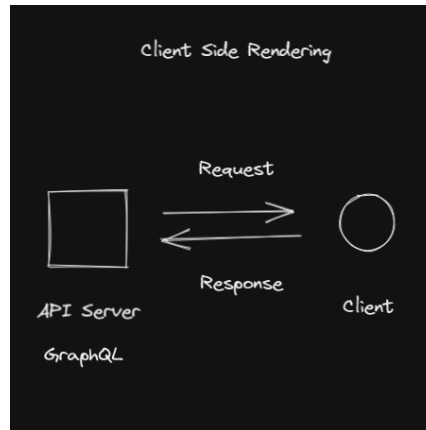 Client Side Rendering
Request
Response
API Server
Client
GraphQL